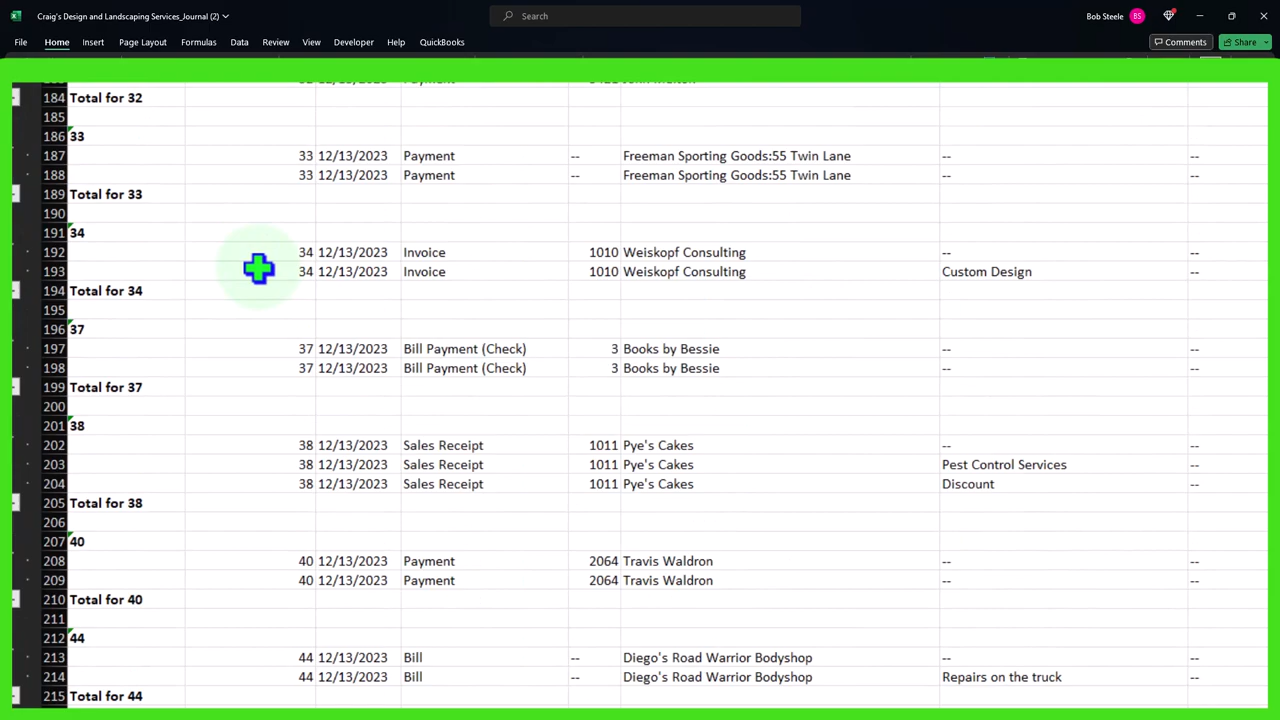 Craig's Design and Landscaping Services_Journal (2)
Search
Bob Steele BS
File Home Insert Page Layout Formulas Data Review View Developer Help QuickBooks Comments Share
184 Total for 32
185
186 33
187 33 12/13/2023 Payment -- Freeman Sporting Goods:55 Twin Lane -- --
188 33 12/13/2023 Payment Freeman Sporting Goods:55 Twin Lane
189 Total for 33
190
191 34
192 34 12/13/2023 Invoice 1010 Weiskopf Consulting -- --
193 34 12/13/2023 Invoice 1010 Weiskopf Consulting Custom Design --
194 Total for 34
195
196 37
197 37 12/13/2023 Bill Payment (Check) 3 Books by Bessie -- --
198 37 12/13/2023 Bill Payment (Check) 3 Books by Bessie -- --
199 Total for 37
200
201 38
202 38 12/13/2023 Sales Receipt 1011 Pye's Cakes -- --
203 38 12/13/2023 Sales Receipt 1011 Pye's Cakes Pest Control Services --
204 38 12/13/2023 Sales Receipt 1011 Pye's Cakes Discount --
205 Total for 38
206
207 40
208 40 12/13/2023 Payment 2064 Travis Waldron -- --
209 40 12/13/2023 Payment 2064 Travis Waldron -- --
210 Total for 40
211
212 44
213 44 12/13/2023 Bill -- Diego's Road Warrior Bodyshop -- --
214 44 12/13/2023 Bill -- Diego's Road Warrior Bodyshop Repairs on the truck --
215 Total for 44